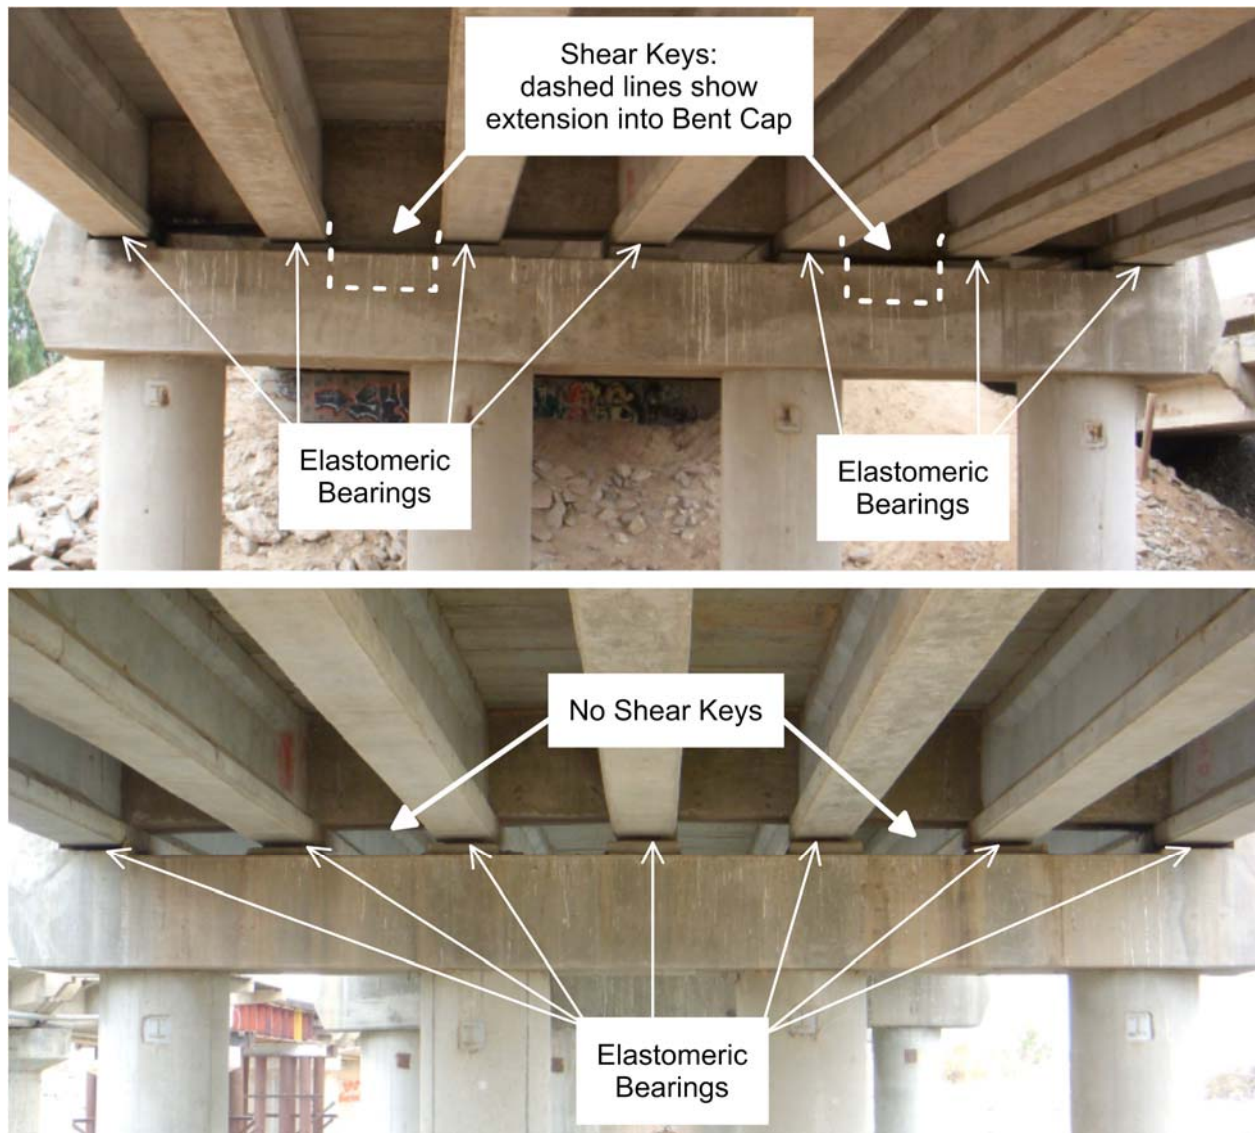 Shear Keys:
dashed lines show
extension into Bent Cap
Elastomeric
Bearings
Elastomeric
Bearings
No Shear Keys
Elastomeric
Bearings